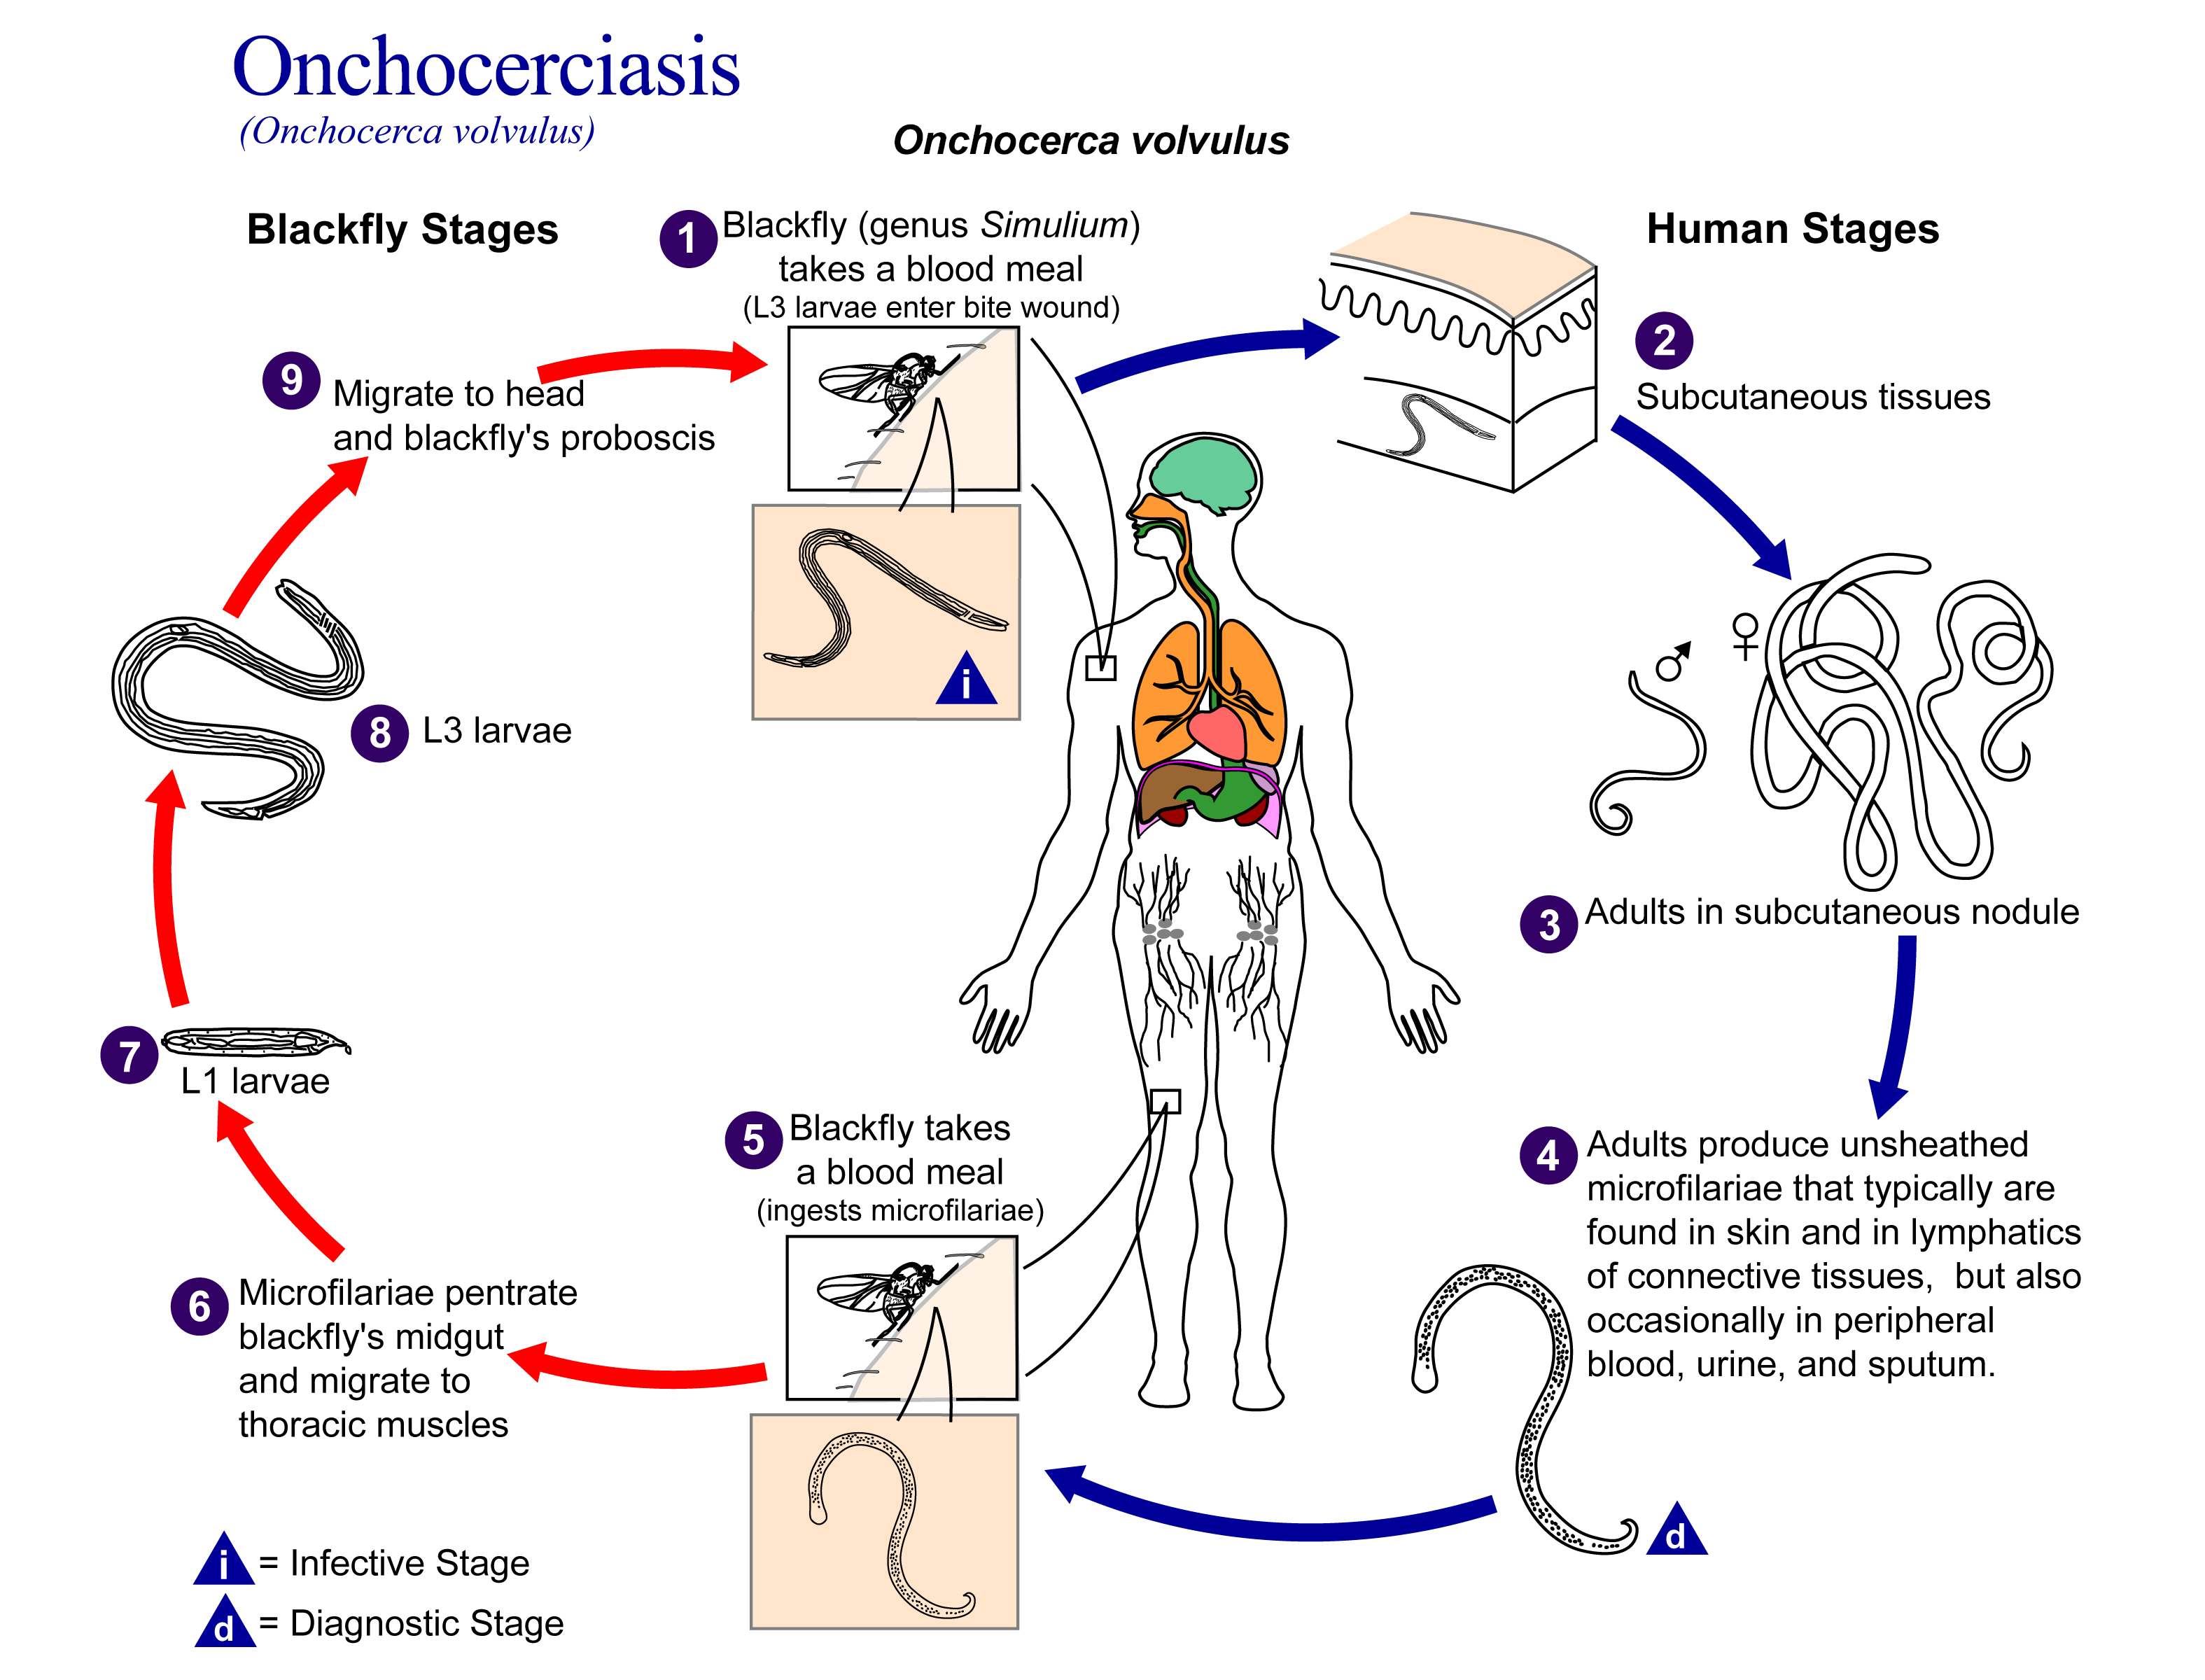 Onchocerciasis
(Onchocerca volvulus)
Onchocerca volvulus
Blackfly Stages
Human Stages
1
Blackfly (genus Simulium)
takes a blood meal
(L3 larvae enter bite wound)
i
2
Subcutaneous tissues
♂
♀
3
Adults in subcutaneous nodule
4
Adults produce unsheathed
microfilariae that typically are
found in skin and in lymphatics
of connective tissues, but also
occasionally in peripheral
blood, urine, and sputum.
d
5
Blackfly takes
a blood meal
(ingests microfilariae)
6
Microfilariae pentrate
blackfly's midgut
and migrate to
thoracic muscles
7
L1 larvae
8
L3 larvae
9
Migrate to head
and blackfly's proboscis
i = Infective Stage
d = Diagnostic Stage